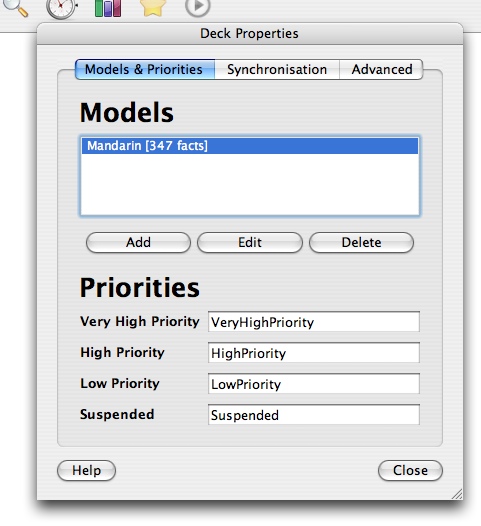 Deck Properties
Models & Priorities Synchronisation Advanced
Models
Mandarin [347 facts]
Add Edit Delete
Priorities
Very High Priority VeryHighPriority
High Priority HighPriority
Low Priority LowPriority
Suspended Suspended
Help Close